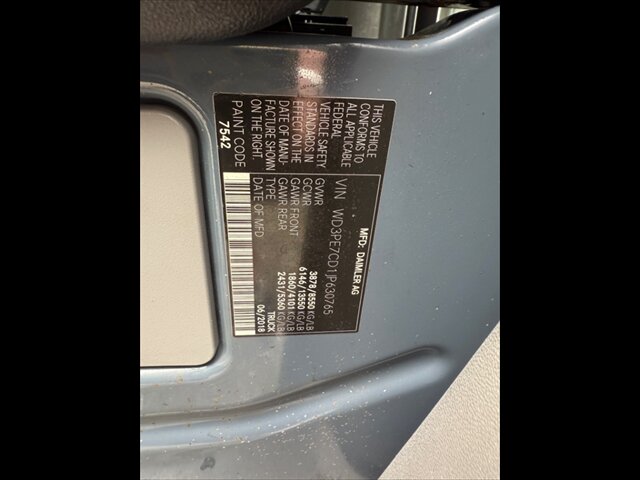 THIS VEHICLE
CONFORMS TO
ALL APPLICABLE
FEDERAL
VEHICLE SAFETY
STANDARDS IN
EFFECT ON THE
DATE OF MANU-
FACTURE SHOWN
ON THE RIGHT.
PAINT CODE
7542
MFD: DAIMLER AG
VIN WD3PE7CD1JP630765
GVWR 3878/8550 KG/LB
GCWR 6146/13550 KG/LB
GAWR FRONT 1860/4101 KG/LB
GAWR REAR 2431/5360 KG/LB
TYPE TRUCK
DATE OF MFD 06/2018